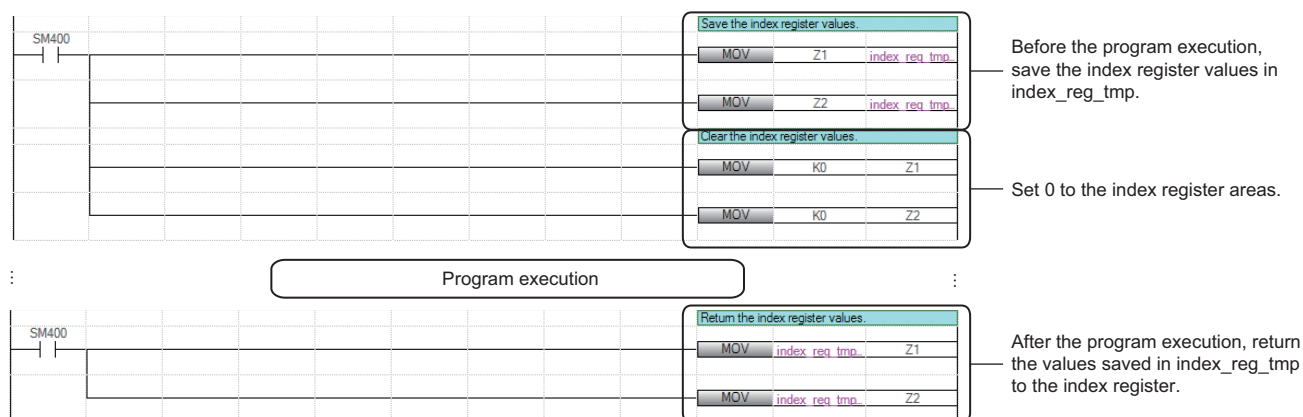 Save the index register values.
SM400
MOV Z1 index_reg_tmp..
MOV Z2 index_reg_tmp..
Before the program execution,
save the index register values in
index_reg_tmp.
Clear the index register values.
MOV K0 Z1
MOV K0 Z2
Set 0 to the index register areas.
Program execution
Return the index register values.
SM400
MOV index_reg_tmp.. Z1
MOV index_reg_tmp.. Z2
After the program execution, return
the values saved in index_reg_tmp
to the index register.